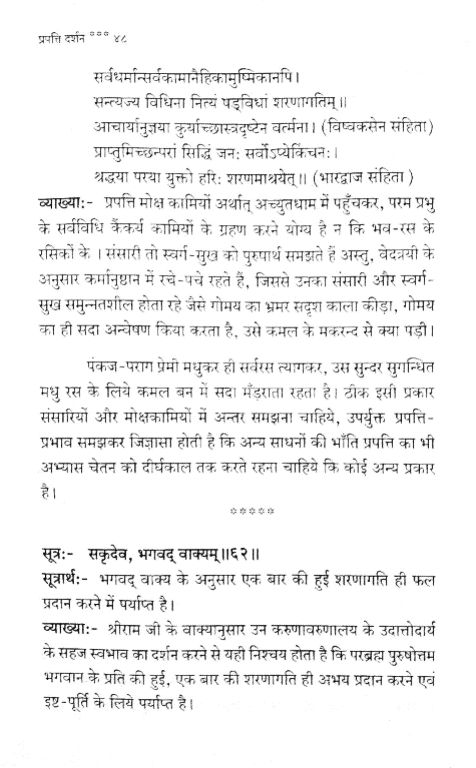 प्रपत्ति दर्शन *** ४८
सर्वधर्मान्सर्वकामानैहिकामुष्मिकानपि।
सन्त्यज्य विधिना नित्यं षड्विधां शरणागतिम्॥
आचार्यानुज्ञया कुर्याच्छास्त्रदृष्टेन वर्त्मना। (विष्वकसेन संहिता)
प्राप्तुमिच्छन्परां सिद्धि जनः सर्वोऽप्येकिंचनः।
श्रद्धया परया युक्तो हरिः शरणमाश्रयेत्॥ (भारद्वाज संहिता )
व्याख्याः- प्रपत्ति मोक्ष कामियों अर्थात् अच्युतधाम में पहुँचकर, परम प्रभु
के सर्वविधि कैंकर्य कामियों के ग्रहण करने योग्य है न कि भव-रस के
रसिकों के । संसारी तो स्वर्ग-सुख को पुरुषार्थ समझते हैं अस्तु, वेदत्रयी के
अनुसार कर्मानुष्ठान में रचे-पचे रहते हैं, जिससे उनका संसारी और स्वर्ग-
सुख समुन्नतशील होता रहे जैसे गोमय का भ्रमर सदृश काला कीड़ा, गोमय
का ही सदा अन्वेषण किया करता है, उसे कमल के मकरन्द से क्या पड़ी।
पंकज-पराग प्रेमी मधुकर ही सर्वरस त्यागकर, उस सुन्दर सुगन्धित
मधु रस के लिये कमल बन में सदा मँड़राता रहता है। ठीक इसी प्रकार
संसारियों और मोक्षकामियों में अन्तर समझना चाहिये, उपर्युक्त प्रपत्ति-
प्रभाव समझकर जिज्ञासा होती है कि अन्य साधनों की भाँति प्रपत्ति का भी
अभ्यास चेतन को दीर्घकाल तक करते रहना चाहिये कि कोई अन्य प्रकार
है।
*****
सूत्रः- सकृदेव, भगवद् वाक्यम्॥६२॥
सूत्रार्थः- भगवद् वाक्य के अनुसार एक बार की हुई शरणागति ही फल
प्रदान करने में पर्याप्त है।
व्याख्याः- श्रीराम जी के वाक्यानुसार उन करुणावरुणालय के उदात्तोदार्य
के सहज स्वभाव का दर्शन करने से यही निश्चय होता है कि परब्रह्म पुरुषोत्तम
भगवान के प्रति की हुई, एक बार की शरणागति ही अभय प्रदान करने एवं
इष्ट-पूर्ति के लिये पर्याप्त है।